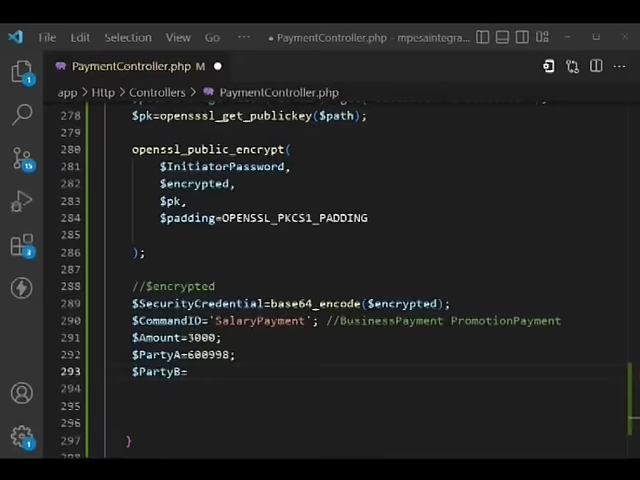 File Edit Selection View Go ... ● PaymentController.php - mpesaintegra...
PaymentController.php M ●
app > Http > Controllers > PaymentController.php
278 $pk=opensssl_get_publickey($path);
279
280 openssl_public_encrypt(
281 $InitiatorPassword,
282 $encrypted,
283 $pk,
284 $padding=OPENSSL_PKCS1_PADDING
285
286 );
287
288 //$encrypted
289 $SecurityCredential=base64_encode($encrypted);
290 $CommandID='SalaryPayment'; //BusinessPayment PromotionPayment
291 $Amount=3000;
292 $PartyA=600998;
293 $PartyB=
294
295
296
297 }